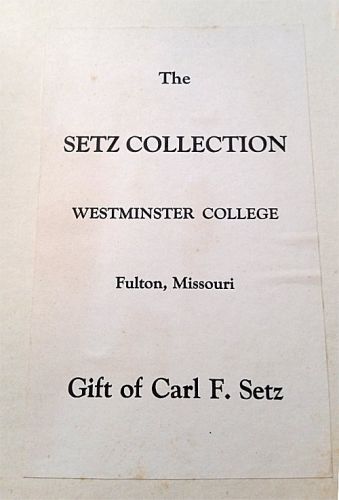 The
SETZ COLLECTION
WESTMINSTER COLLEGE
Fulton, Missouri
Gift of Carl F. Setz